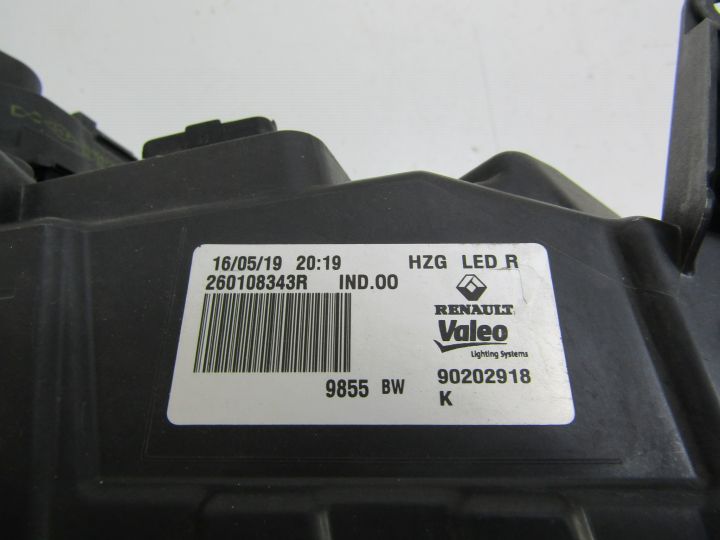 16/05/19 20:19 HZG LED R
260108343R IND.00
RENAULT
Valeo
Lighting Systems
9855 BW 90202918
K